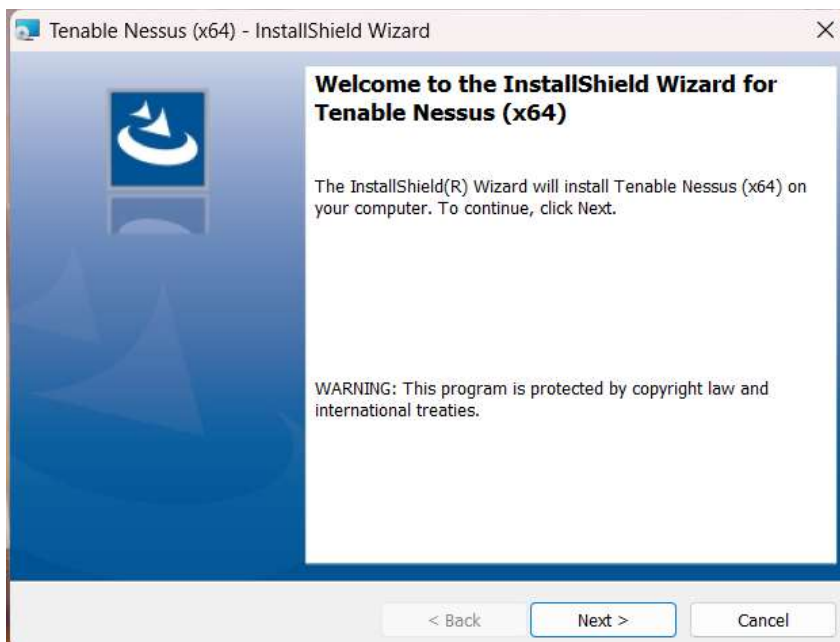 Tenable Nessus (x64) - InstallShield Wizard
Welcome to the InstallShield Wizard for
Tenable Nessus (x64)
The InstallShield(R) Wizard will install Tenable Nessus (x64) on
your computer. To continue, click Next.
WARNING: This program is protected by copyright law and
international treaties.
< Back
Next >
Cancel